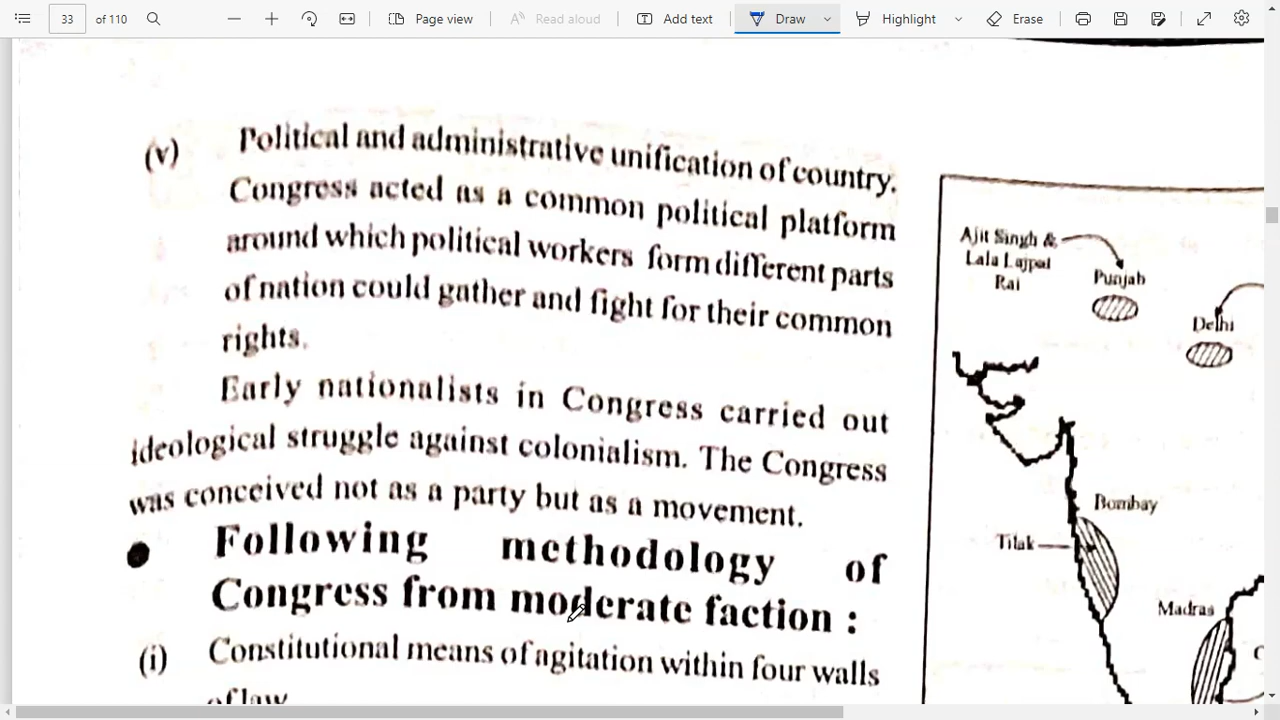 33
of 110
Page view
Read aloud
Add text
Draw
Highlight
Erase
(v) Political and administrative unification of country.
Congress acted as a common political platform
around which political workers form different parts
of nation could gather and fight for their common
rights.
Early nationalists in Congress carried out
ideological struggle against colonialism. The Congress
was conceived not as a party but as a movement.
Following methodology of
Congress from moderate faction :
(i) Constitutional means of agitation within four walls
of law
Ajit Singh &
Lala Lajpal
Rai
Punjab
Delhi
Bombay
Tilak
Madras
C